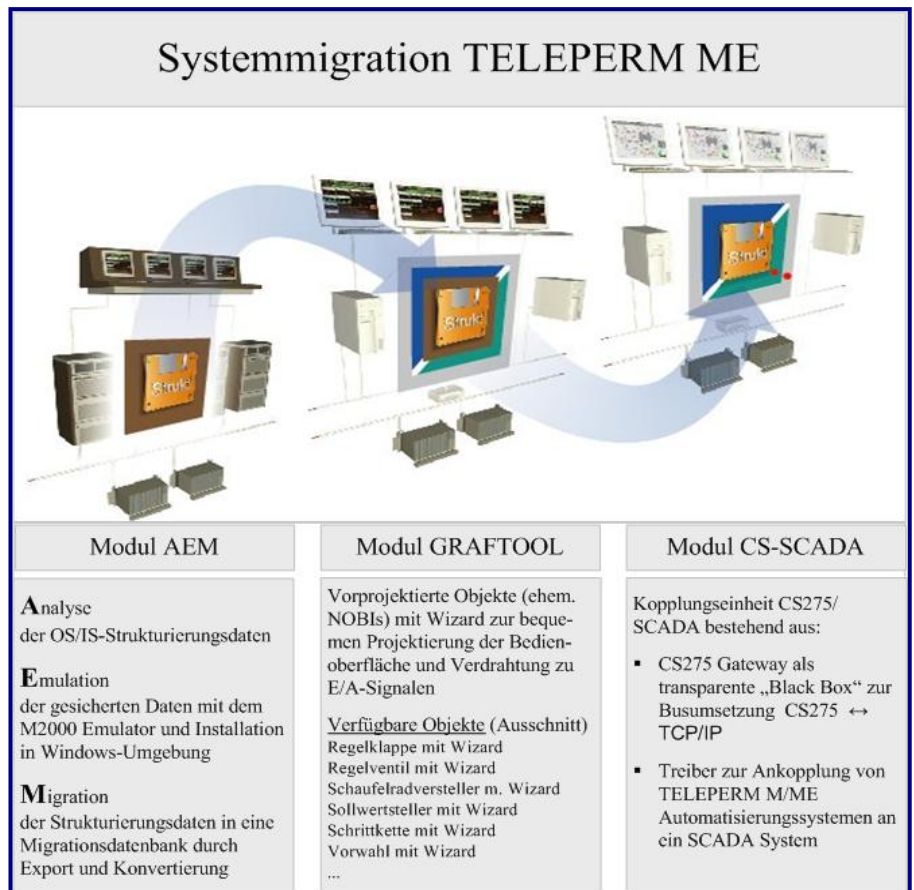 Systemmigration TELEPERM ME
Strukt
Strukt
Strukt
Modul AEM
Analyse
der OS/IS-Strukturierungsdaten
Emulation
der gesicherten Daten mit dem
M2000 Emulator und Installation
in Windows-Umgebung
Migration
der Strukturierungsdaten in eine
Migrationsdatenbank durch
Export und Konvertierung
Modul GRAFTOOL
Vorprojektierte Objekte (ehem.
NOBIs) mit Wizard zur beque-
men Projektierung der Bedien-
oberfläche und Verdrahtung zu
E/A-Signalen
Verfügbare Objekte (Ausschnitt)
Regelklappe mit Wizard
Regelventil mit Wizard
Schaufelradversteller m. Wizard
Sollwertsteller mit Wizard
Schrittkette mit Wizard
Vorwahl mit Wizard
...
Modul CS-SCADA
Kopplungseinheit CS275/
SCADA bestehend aus:
▪ CS275 Gateway als
transparente „Black Box“ zur
Busumsetzung CS275 ↔
TCP/IP
▪ Treiber zur Ankopplung von
TELEPERM M/ME
Automatisierungssystemen an
ein SCADA System